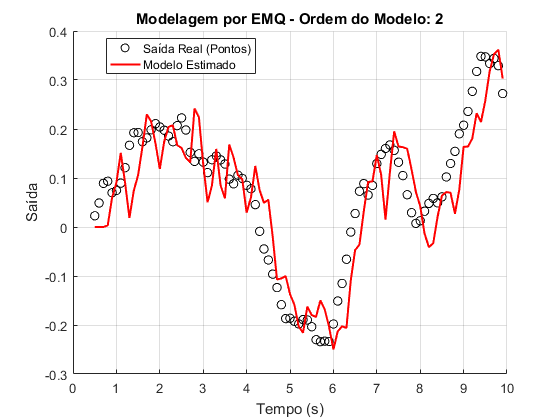 Modelagem por EMQ - Ordem do Modelo: 2
Saída Real (Pontos)
Modelo Estimado
0.4
0.3
0.2
0.1
0
-0.1
-0.2
-0.3
Saída
0 1 2 3 4 5 6 7 8 9 10
Tempo (s)